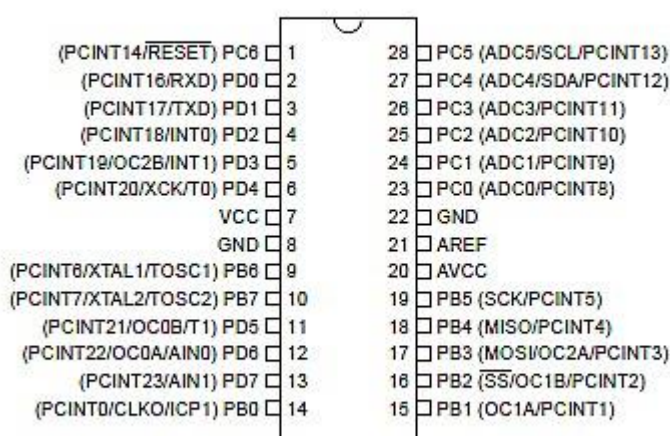 (PCINT14/RESET) PC6 1 28 PC5 (ADC5/SCL/PCINT13)
(PCINT16/RXD) PD0 2 27 PC4 (ADC4/SDA/PCINT12)
(PCINT17/TXD) PD1 3 26 PC3 (ADC3/PCINT11)
(PCINT18/INT0) PD2 4 25 PC2 (ADC2/PCINT10)
(PCINT19/OC2B/INT1) PD3 5 24 PC1 (ADC1/PCINT9)
(PCINT20/XCK/T0) PD4 6 23 PC0 (ADC0/PCINT8)
VCC 7 22 GND
GND 8 21 AREF
(PCINT6/XTAL1/TOSC1) PB6 9 20 AVCC
(PCINT7/XTAL2/TOSC2) PB7 10 19 PB5 (SCK/PCINT5)
(PCINT21/OC0B/T1) PD5 11 18 PB4 (MISO/PCINT4)
(PCINT22/OC0A/AIN0) PD6 12 17 PB3 (MOSI/OC2A/PCINT3)
(PCINT23/AIN1) PD7 13 16 PB2 (SS/OC1B/PCINT2)
(PCINT0/CLKO/ICP1) PB0 14 15 PB1 (OC1A/PCINT1)